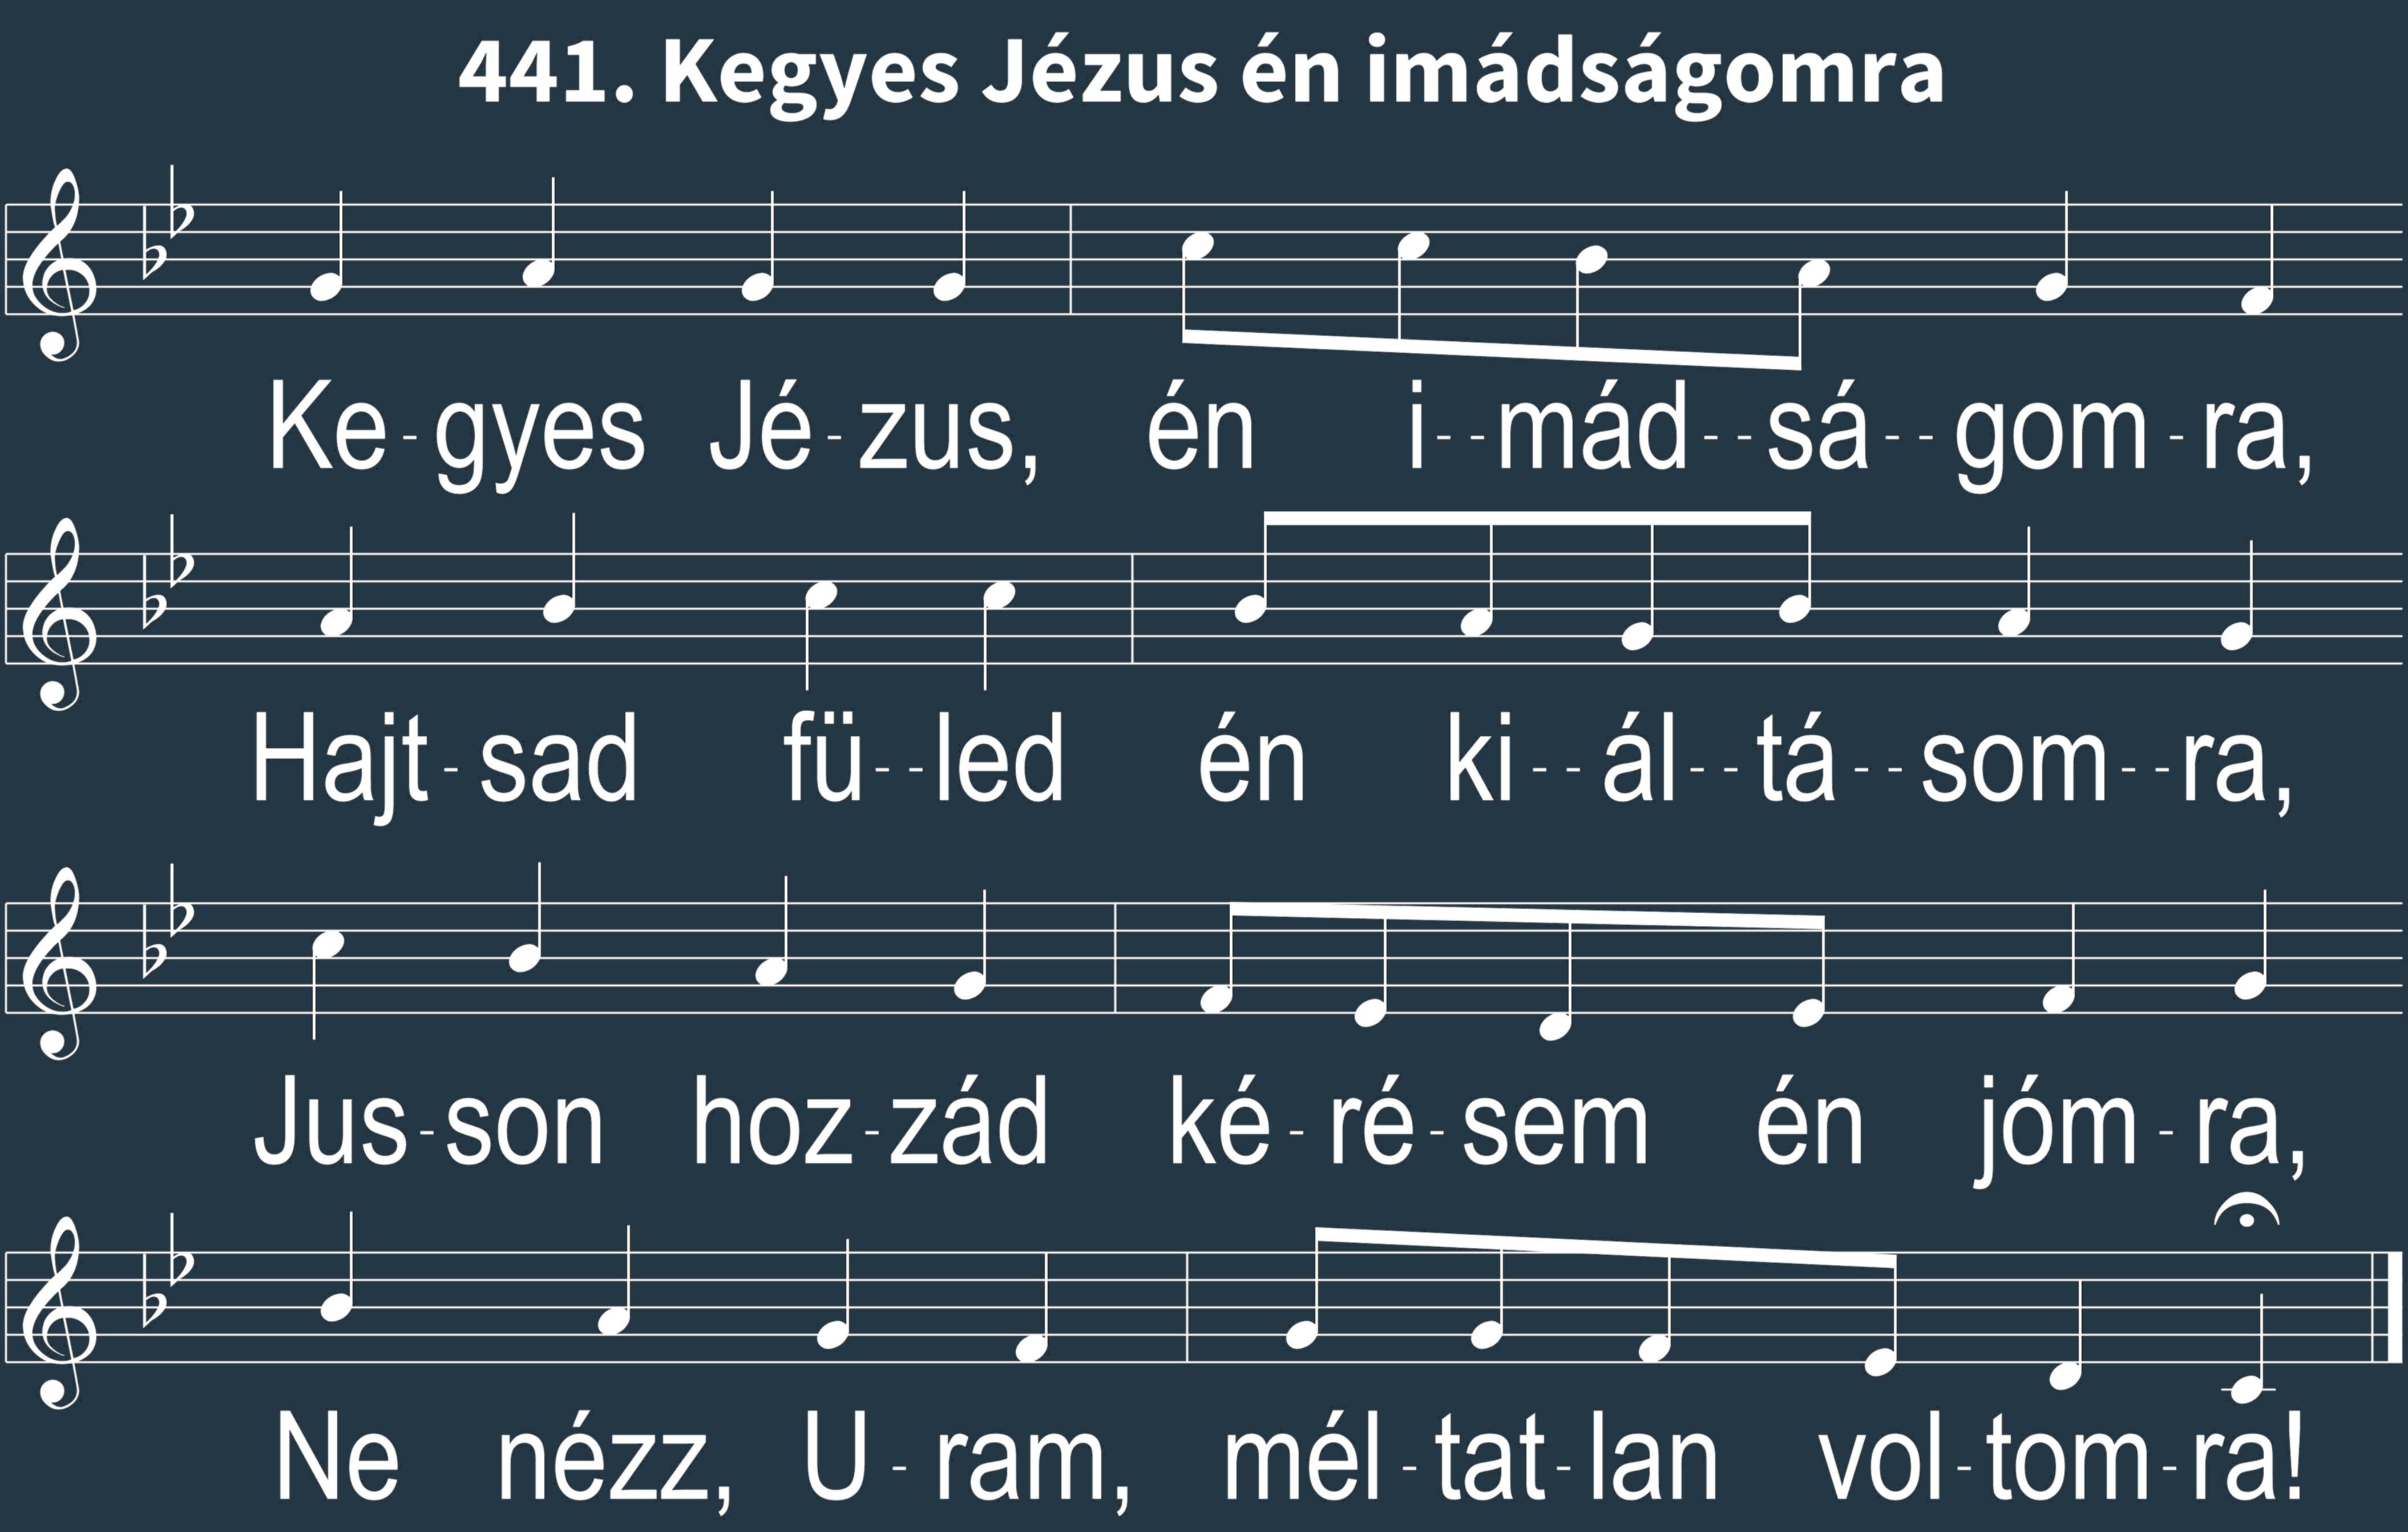 441. Kegyes Jézus én imádságomra
Ke-gyes Jé-zus, én i--mád--sá--gom-ra,
Hajt-sad fü--led én ki--ál--tá--som--ra,
Jus-son hoz-zád ké-ré-sem én jóm-ra,
Ne nézz, U-ram, mél-tat-lan vol-tom-ra!